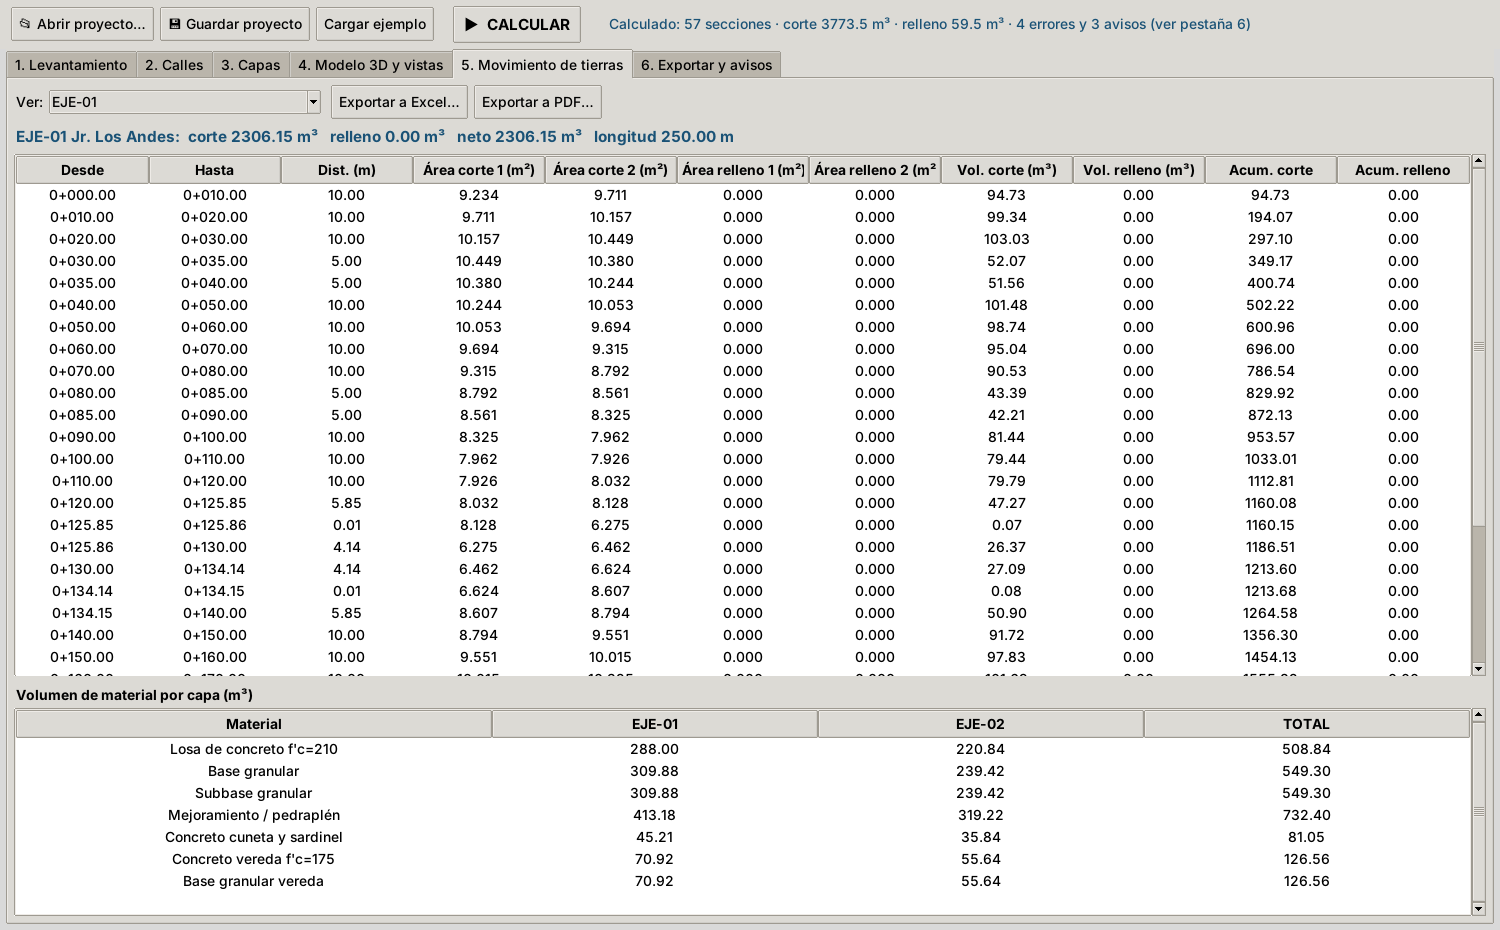 Abrir proyecto... Guardar proyecto Cargar ejemplo CALCULAR Calculado: 57 secciones · corte 3773.5 m³ · relleno 59.5 m³ · 4 errores y 3 avisos (ver pestaña 6)
1. Levantamiento 2. Calles 3. Capas 4. Modelo 3D y vistas 5. Movimiento de tierras 6. Exportar y avisos
Ver: EJE-01 Exportar a Excel... Exportar a PDF...
EJE-01 Jr. Los Andes: corte 2306.15 m³ relleno 0.00 m³ neto 2306.15 m³ longitud 250.00 m
Desde Hasta Dist. (m) Área corte 1 (m²) Área corte 2 (m²) Área relleno 1 (m²) Área relleno 2 (m² Vol. corte (m³) Vol. relleno (m³) Acum. corte Acum. relleno
0+000.00 0+010.00 10.00 9.234 9.711 0.000 0.000 94.73 0.00 94.73 0.00
0+010.00 0+020.00 10.00 9.711 10.157 0.000 0.000 99.34 0.00 194.07 0.00
0+020.00 0+030.00 10.00 10.157 10.449 0.000 0.000 103.03 0.00 297.10 0.00
0+030.00 0+035.00 5.00 10.449 10.380 0.000 0.000 52.07 0.00 349.17 0.00
0+035.00 0+040.00 5.00 10.380 10.244 0.000 0.000 51.56 0.00 400.74 0.00
0+040.00 0+050.00 10.00 10.244 10.053 0.000 0.000 101.48 0.00 502.22 0.00
0+050.00 0+060.00 10.00 10.053 9.694 0.000 0.000 98.74 0.00 600.96 0.00
0+060.00 0+070.00 10.00 9.694 9.315 0.000 0.000 95.04 0.00 696.00 0.00
0+070.00 0+080.00 10.00 9.315 8.792 0.000 0.000 90.53 0.00 786.54 0.00
0+080.00 0+085.00 5.00 8.792 8.561 0.000 0.000 43.39 0.00 829.92 0.00
0+085.00 0+090.00 5.00 8.561 8.325 0.000 0.000 42.21 0.00 872.13 0.00
0+090.00 0+100.00 10.00 8.325 7.962 0.000 0.000 81.44 0.00 953.57 0.00
0+100.00 0+110.00 10.00 7.962 7.926 0.000 0.000 79.44 0.00 1033.01 0.00
0+110.00 0+120.00 10.00 7.926 8.032 0.000 0.000 79.79 0.00 1112.81 0.00
0+120.00 0+125.85 5.85 8.032 8.128 0.000 0.000 47.27 0.00 1160.08 0.00
0+125.85 0+125.86 0.01 8.128 6.275 0.000 0.000 0.07 0.00 1160.15 0.00
0+125.86 0+130.00 4.14 6.275 6.462 0.000 0.000 26.37 0.00 1186.51 0.00
0+130.00 0+134.14 4.14 6.462 6.624 0.000 0.000 27.09 0.00 1213.60 0.00
0+134.14 0+134.15 0.01 6.624 8.607 0.000 0.000 0.08 0.00 1213.68 0.00
0+134.15 0+140.00 5.85 8.607 8.794 0.000 0.000 50.90 0.00 1264.58 0.00
0+140.00 0+150.00 10.00 8.794 9.551 0.000 0.000 91.72 0.00 1356.30 0.00
0+150.00 0+160.00 10.00 9.551 10.015 0.000 0.000 97.83 0.00 1454.13 0.00
Volumen de material por capa (m³)
Material EJE-01 EJE-02 TOTAL
Losa de concreto f'c=210 288.00 220.84 508.84
Base granular 309.88 239.42 549.30
Subbase granular 309.88 239.42 549.30
Mejoramiento / pedraplén 413.18 319.22 732.40
Concreto cuneta y sardinel 45.21 35.84 81.05
Concreto vereda f'c=175 70.92 55.64 126.56
Base granular vereda 70.92 55.64 126.56